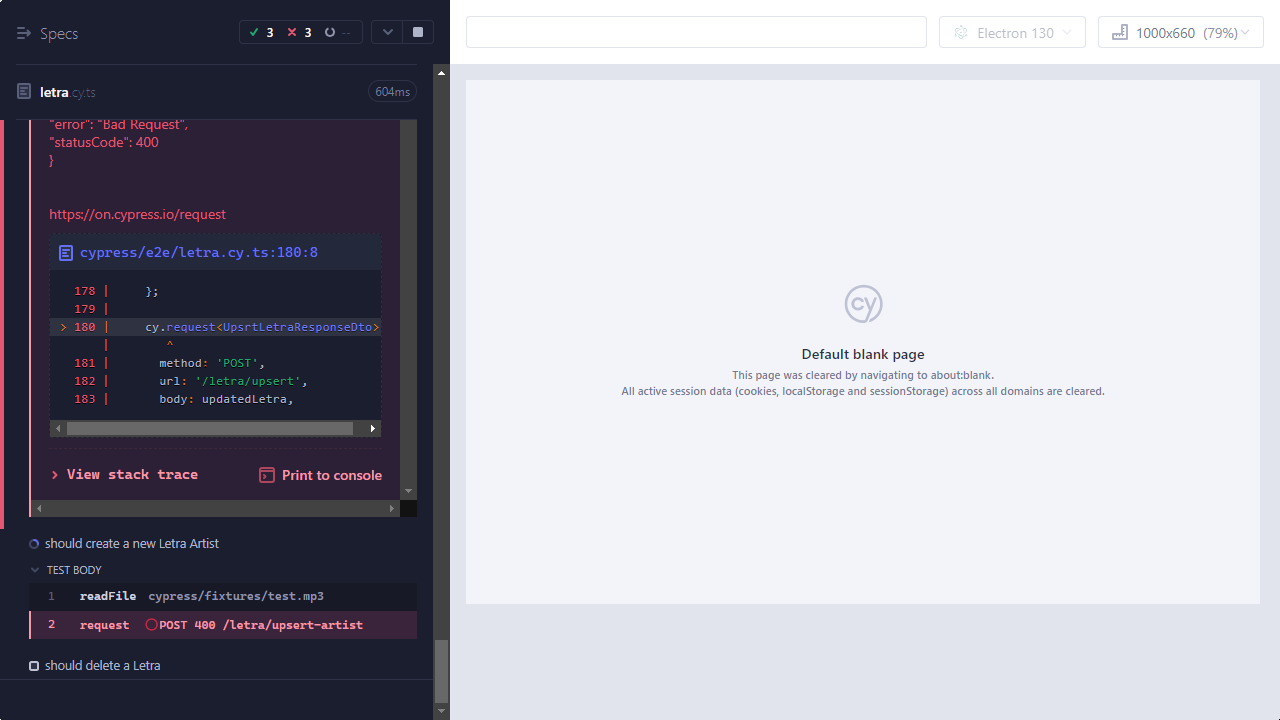 Specs
3 3 --
Electron 130
1000x660 (79%)
letra.cy.ts
604ms
"error": "Bad Request",
"statusCode": 400
}
https://on.cypress.io/request
cypress/e2e/letra.cy.ts:180:8
178 | };
179 |
> 180 | cy.request<UpsrtLetraResponseDto>
| ^
181 | method: 'POST',
182 | url: '/letra/upsert',
183 | body: updatedLetra,
View stack trace
Print to console
should create a new Letra Artist
TEST BODY
1 readFile cypress/fixtures/test.mp3
2 request POST 400 /letra/upsert-artist
should delete a Letra
cy
Default blank page
This page was cleared by navigating to about:blank.
All active session data (cookies, localStorage and sessionStorage) across all domains are cleared.